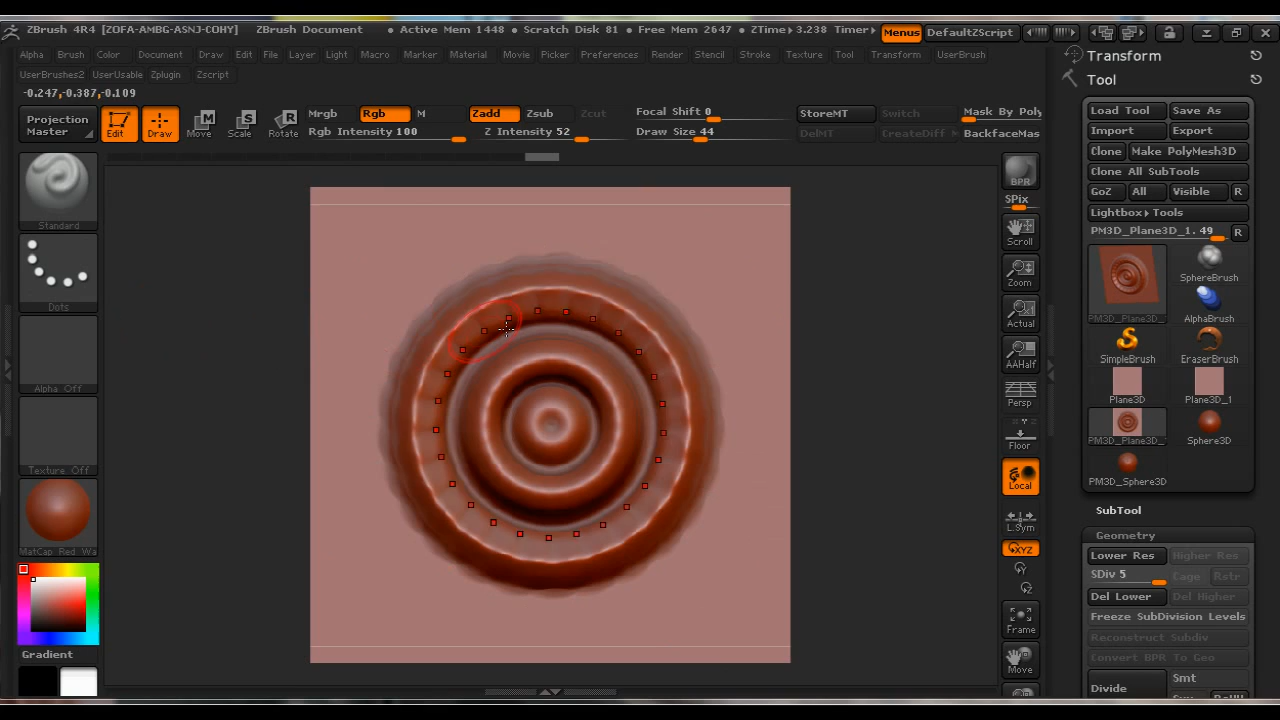 ZBrush 4R4 [ZOFA-AMBG-ASNJ-COHY] ZBrush Document • Active Mem 1448 • Scratch Disk 81 • Free Mem 2647 • ZTime▸3.238 Timer▸ Menus DefaultZScript
Alpha Brush Color Document Draw Edit File Layer Light Macro Marker Material Movie Picker Preferences Render Stencil Stroke Texture Tool Transform UserBrush
UserBrushes2 UserUsable Zplugin Zscript
-0.247,-0.387,-0.109
Projection Master
Edit Draw Move Scale Rotate
Mrgb Rgb M
Rgb Intensity 100
Zadd Zsub Zcut
Z Intensity 52
Focal Shift 0
Draw Size 44
StoreMT Switch Mask By Poly
DelMT CreateDiff M BackfaceMas
Standard
Dots
Alpha Off
Texture Off
MatCap Red Wa
Gradient
BPR
SPix
Scroll
Zoom
Actual
AAHalf
Persp
Floor
Local
L.Sym
XYZ
Y
Z
Frame
Move
Transform
Tool
Load Tool Save As
Import Export
Clone Make PolyMesh3D
Clone All SubTools
GoZ All Visible R
Lightbox▸Tools
PM3D_Plane3D_1. 49 R
PM3D_Plane3D_ SphereBrush
AlphaBrush
SimpleBrush EraserBrush
Plane3D Plane3D_1
PM3D_Plane3D_ Sphere3D
PM3D_Sphere3D
SubTool
Geometry
Lower Res Higher Res
SDiv 5 Cage Rstr
Del Lower Del Higher
Freeze SubDivision Levels
Reconstruct Subdiv
Convert BPR To Geo
Divide Smt